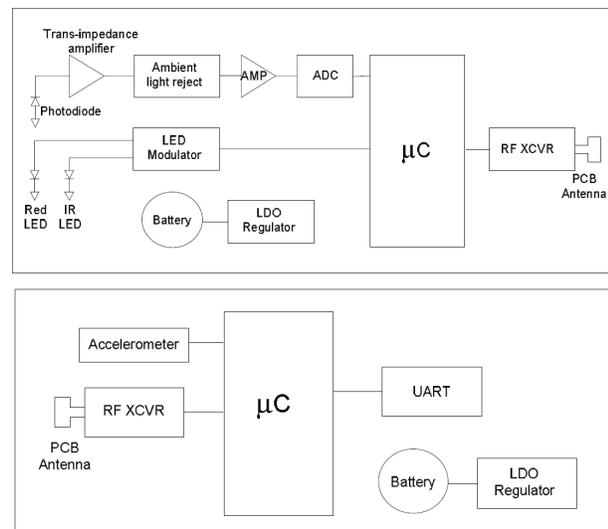 Trans-impedance
amplifier
Ambient
light reject
AMP
ADC
Photodiode
LED
Modulator
μC
RF XCVR
PCB
Antenna
Red
LED
IR
LED
Battery
LDO
Regulator
Accelerometer
RF XCVR
PCB
Antenna
μC
UART
Battery
LDO
Regulator